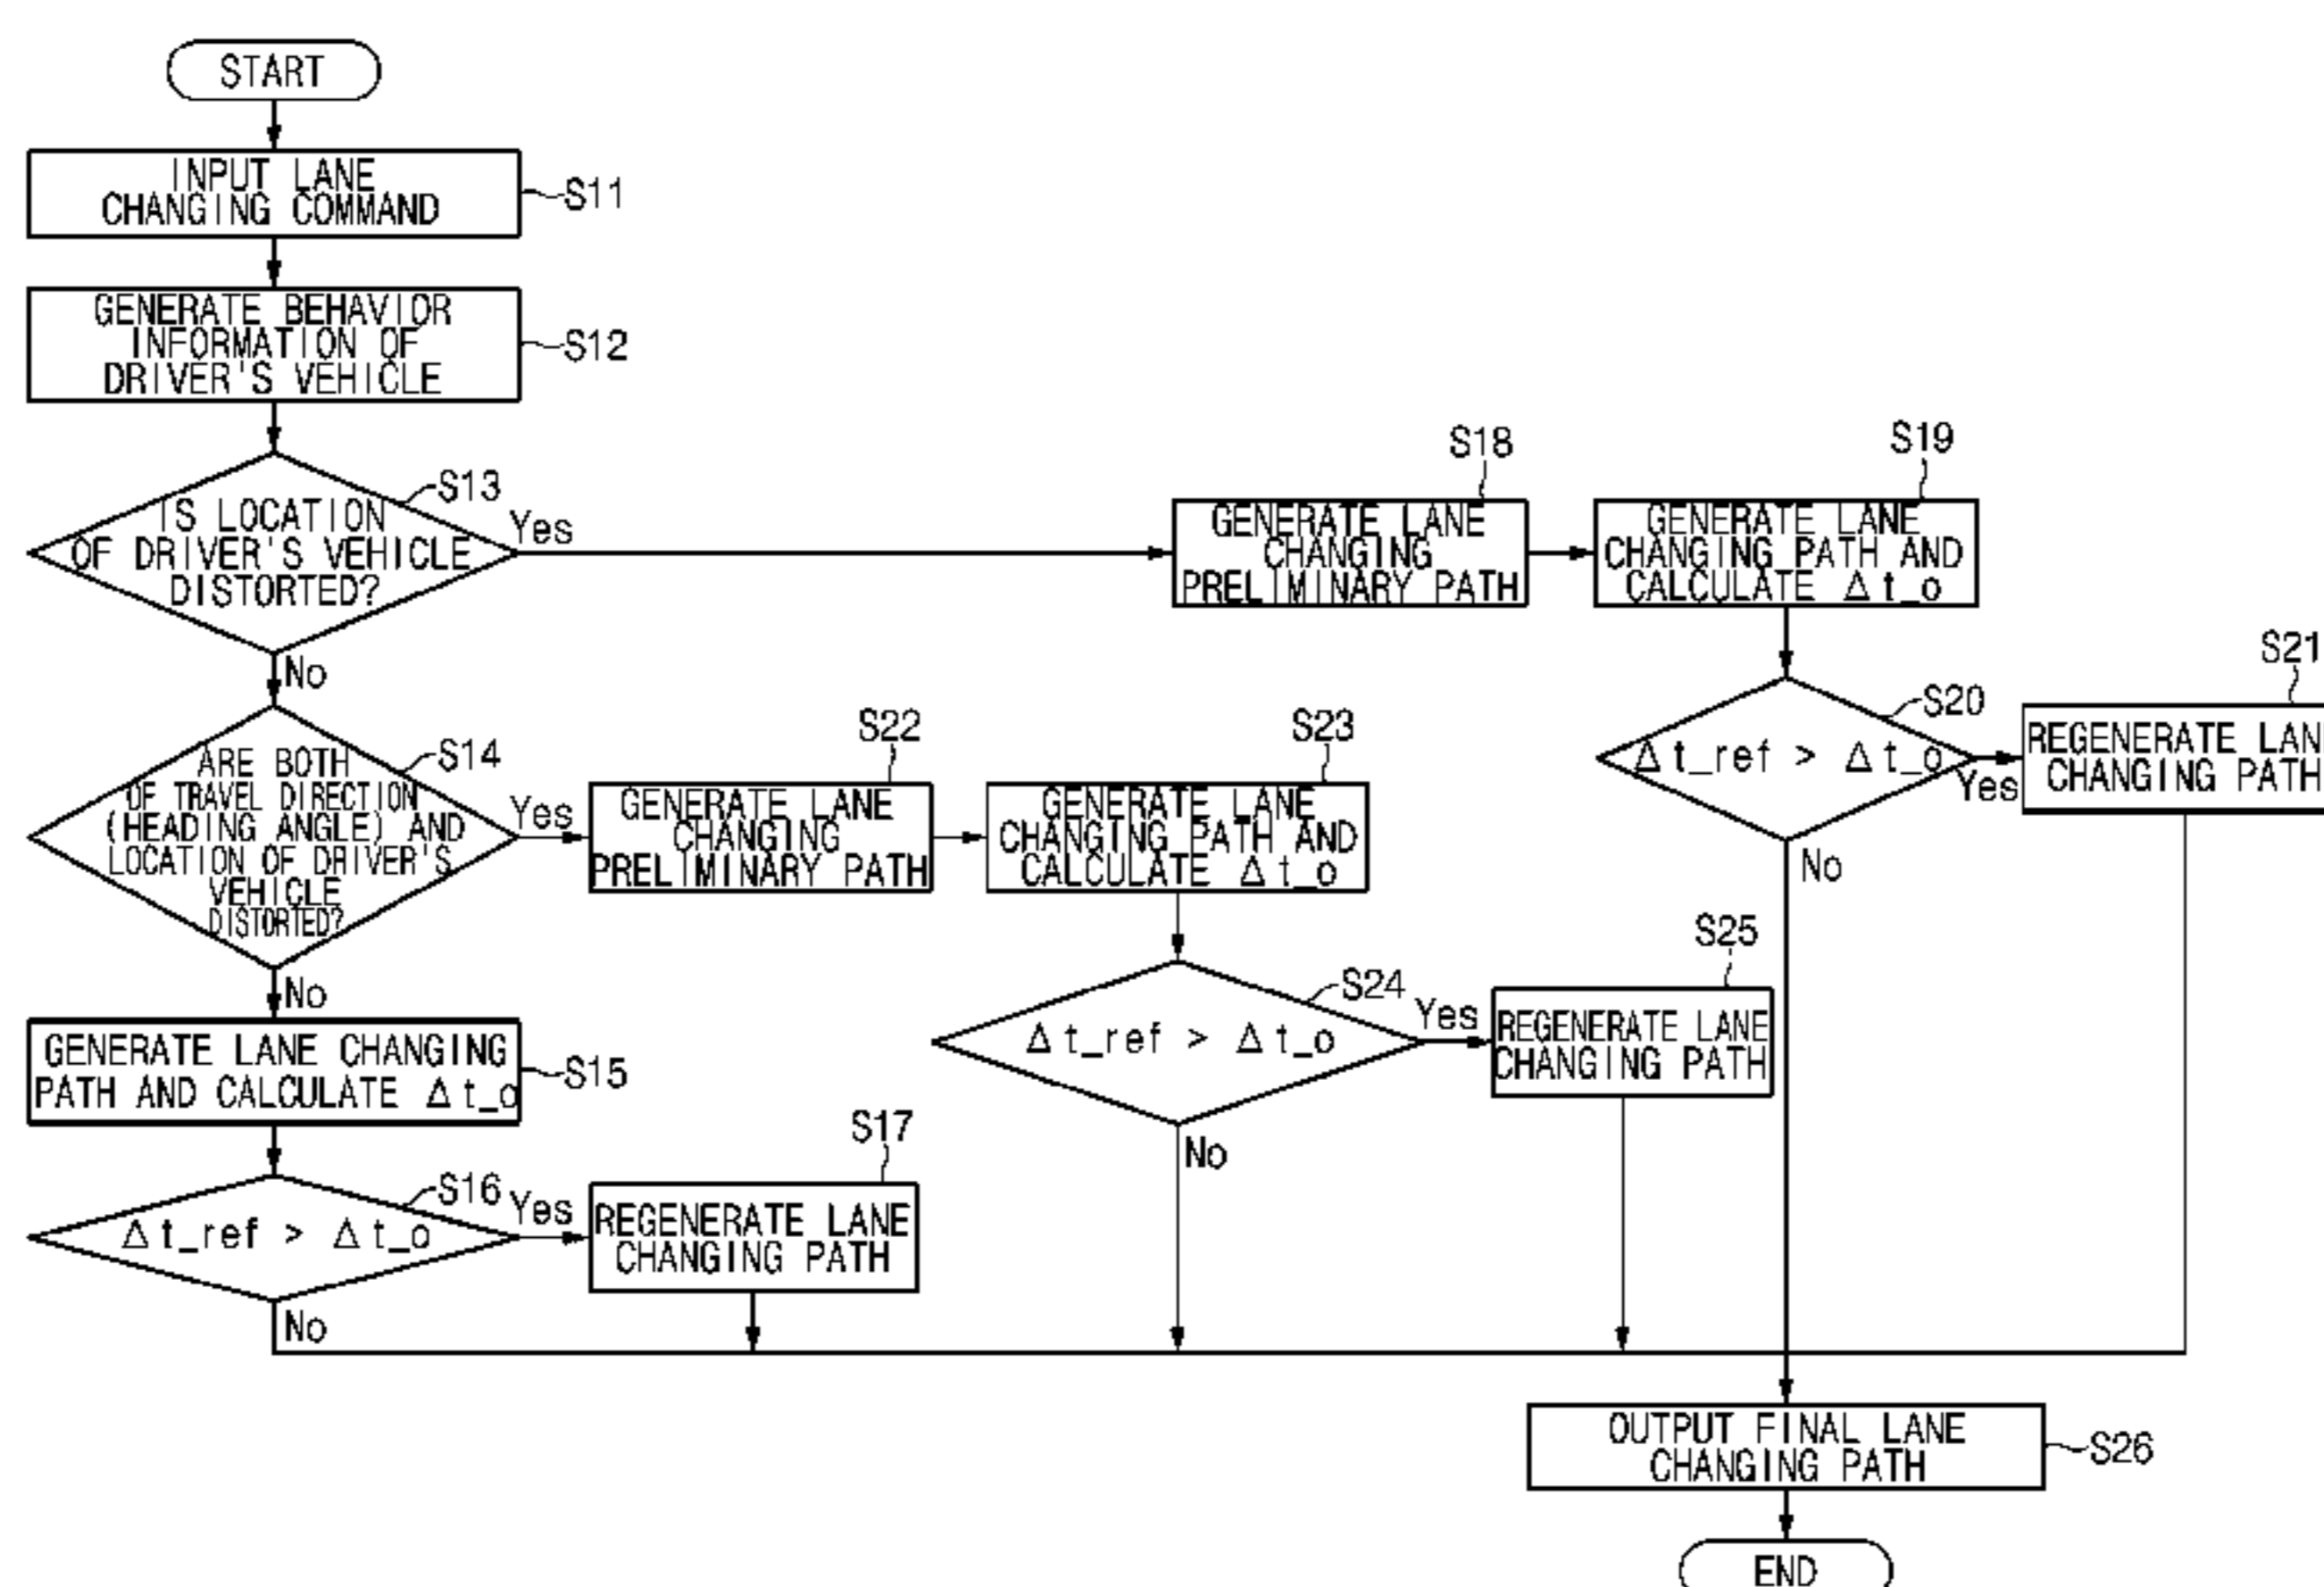 START
INPUT LANE
CHANGING COMMAND
S11
GENERATE BEHAVIOR
INFORMATION OF
DRIVER'S VEHICLE
S12
IS LOCATION
OF DRIVER'S VEHICLE
DISTORTED?
S13
Yes
No
S18
GENERATE LANE
CHANGING
PRELIMINARY PATH
S19
GENERATE LANE
CHANGING PATH AND
CALCULATE Δt_o
S20
Δt_ref > Δt_o
Yes
No
S21
REGENERATE LAN
CHANGING PATH
S14
ARE BOTH
OF TRAVEL DIRECTION
(HEADING ANGLE) AND
LOCATION OF DRIVER'S
VEHICLE
DISTORTED?
Yes
No
S22
GENERATE LANE
CHANGING
PRELIMINARY PATH
S23
GENERATE LANE
CHANGING PATH AND
CALCULATE Δt_o
S24
Δt_ref > Δt_o
Yes
No
S25
REGENERATE LANE
CHANGING PATH
GENERATE LANE CHANGING
PATH AND CALCULATE Δt_o
S15
S16
Δt_ref > Δt_o
Yes
No
S17
REGENERATE LANE
CHANGING PATH
OUTPUT FINAL LANE
CHANGING PATH
S26
END